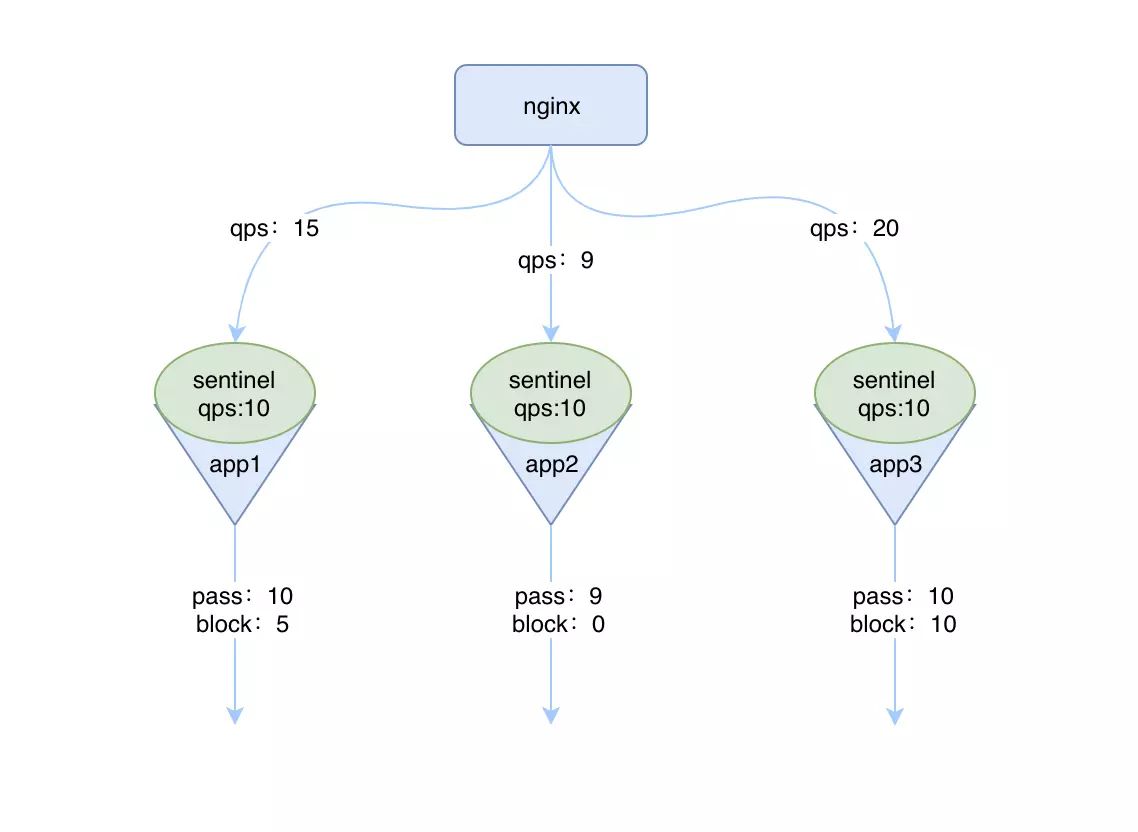 nginx
qps：15
qps：9
qps：20
sentinel
qps:10
app1
sentinel
qps:10
app2
sentinel
qps:10
app3
pass：10
block：5
pass：9
block：0
pass：10
block：10